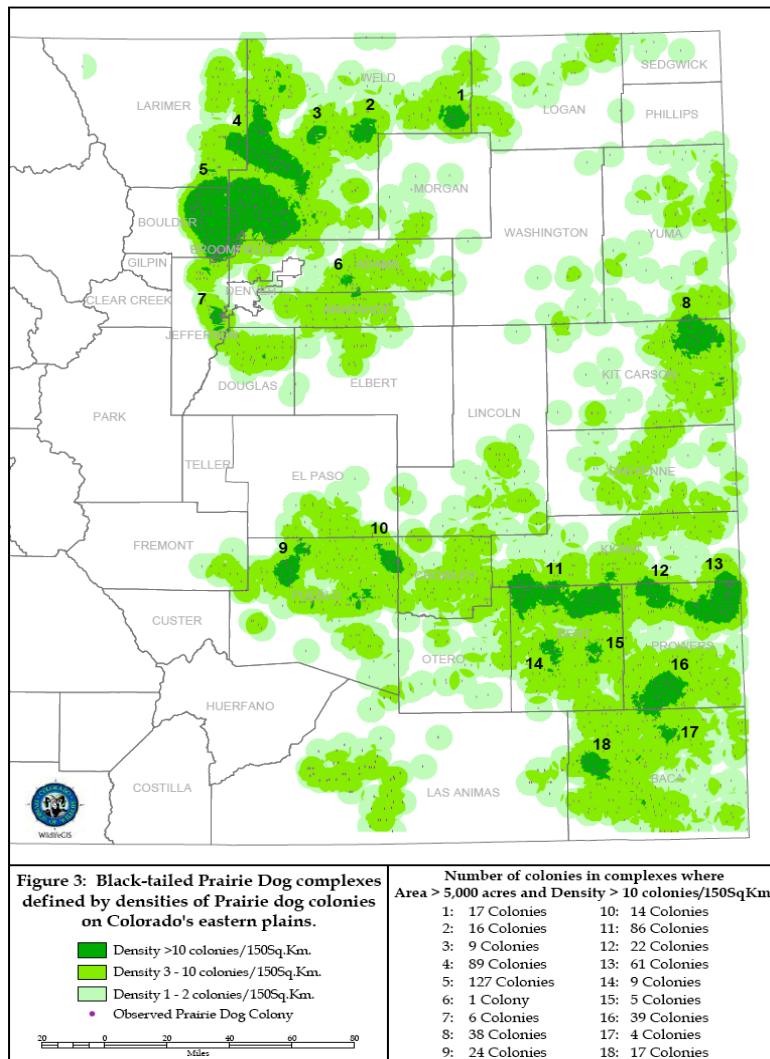 WELD
SEDGWICK
LARIMER
LOGAN
PHILLIPS
1
2
3
4
5
MORGAN
BOULDER
WASHINGTON
YUMA
BROOMFIELD
GILPIN
6
ADAMS
DENVER
CLEAR CREEK
7
8
ARAPAHOE
JEFFERSON
KIT CARSON
DOUGLAS
ELBERT
PARK
LINCOLN
TELLER
EL PASO
CHEYENNE
FREMONT
9
10
KIOWA
11
12
13
CROWLEY
PUEBLO
CUSTER
BENT
15
PROWERS
OTERO
14
16
HUERFANO
17
18
BACA
COSTILLA
LAS ANIMAS
WildlifeGIS
Figure 3: Black-tailed Prairie Dog complexes
defined by densities of Prairie dog colonies
on Colorado's eastern plains.
Density >10 colonies/150Sq.Km.
Density 3 - 10 colonies/150Sq.Km.
Density 1 - 2 colonies/150Sq.Km.
Observed Prairie Dog Colony
20 0 20 40 60 80
Miles
Number of colonies in complexes where
Area > 5,000 acres and Density > 10 colonies/150SqKm
1: 17 Colonies
2: 16 Colonies
3: 9 Colonies
4: 89 Colonies
5: 127 Colonies
6: 1 Colony
7: 6 Colonies
8: 38 Colonies
9: 24 Colonies
10: 14 Colonies
11: 86 Colonies
12: 22 Colonies
13: 61 Colonies
14: 9 Colonies
15: 5 Colonies
16: 39 Colonies
17: 4 Colonies
18: 17 Colonies